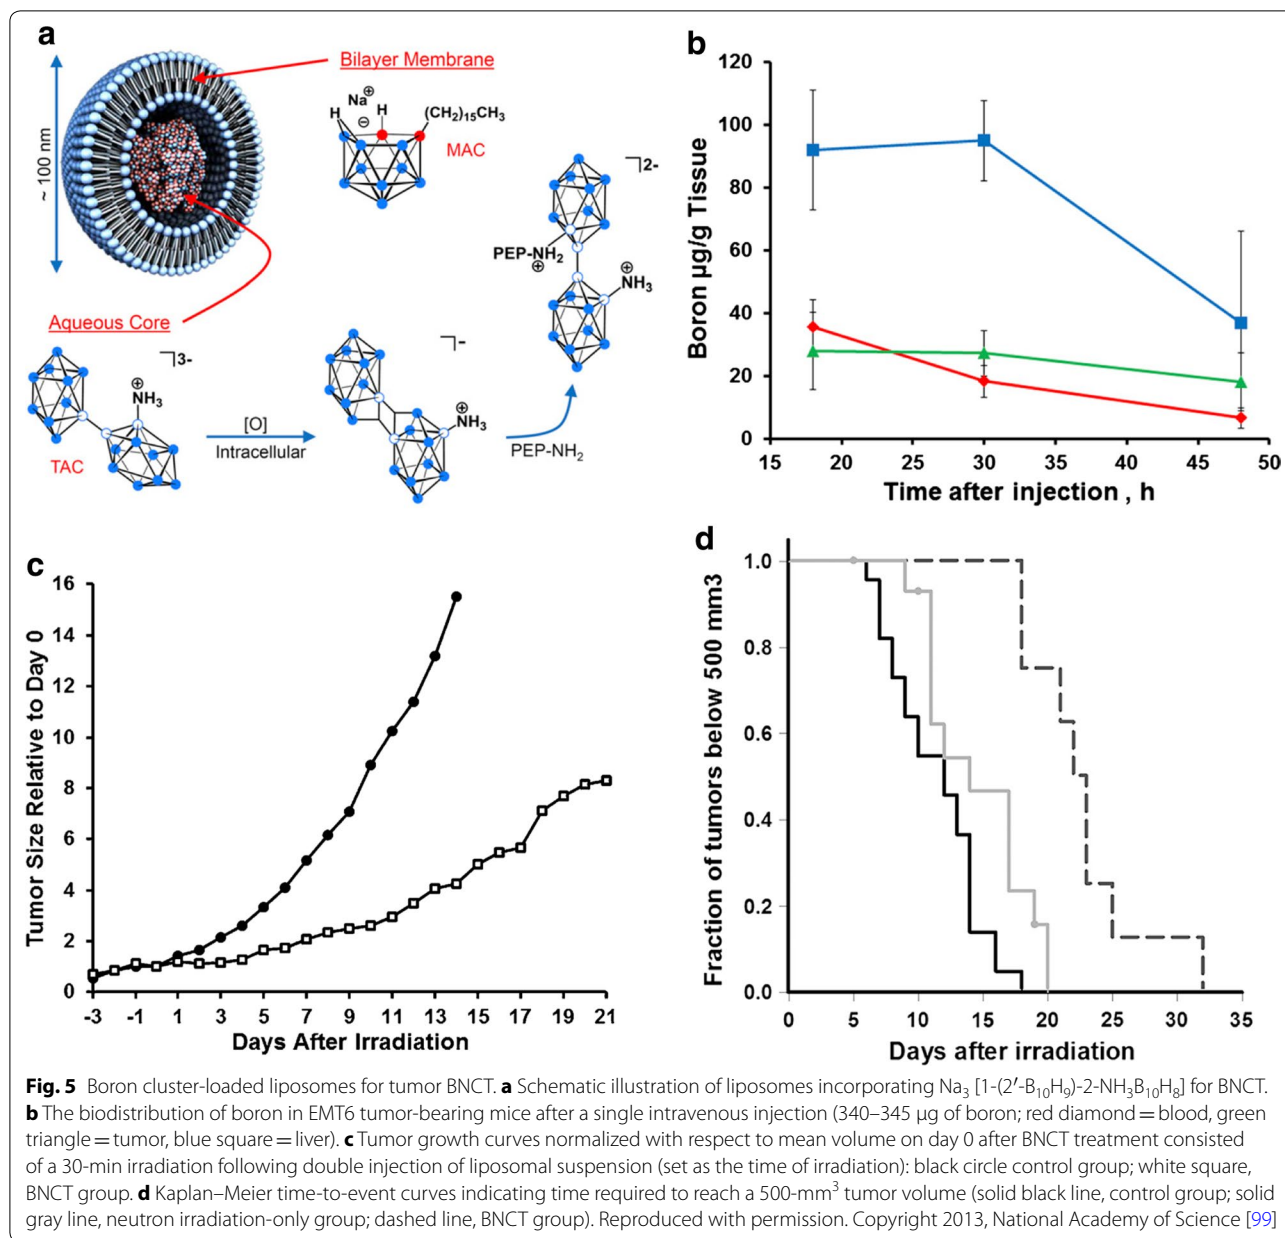 a
~ 100 nm
Bilayer Membrane
Na⊕
⊖
H
H
(CH2)15CH3
MAC
Aqueous Core
3-
⊕
NH3
TAC
[O]
Intracellular
–
⊕
NH3
PEP-NH2
2-
PEP-NH2
⊕
⊕
NH3
b
Boron µg/g Tissue
120
100
80
60
40
20
0
15 20 25 30 35 40 45 50
Time after injection , h
c
Tumor Size Relative to Day 0
16
14
12
10
8
6
4
2
0
-3 -1 1 3 5 7 9 11 13 15 17 19 21
Days After Irradiation
d
Fraction of tumors below 500 mm3
1.0
0.8
0.6
0.4
0.2
0.0
0 5 10 15 20 25 30 35
Days after irradiation
Fig. 5 Boron cluster-loaded liposomes for tumor BNCT. a Schematic illustration of liposomes incorporating Na3 [1-(2′-B10H9)-2-NH3B10H8] for BNCT.
b The biodistribution of boron in EMT6 tumor-bearing mice after a single intravenous injection (340–345 µg of boron; red diamond = blood, green
triangle = tumor, blue square = liver). c Tumor growth curves normalized with respect to mean volume on day 0 after BNCT treatment consisted
of a 30-min irradiation following double injection of liposomal suspension (set as the time of irradiation): black circle control group; white square,
BNCT group. d Kaplan–Meier time-to-event curves indicating time required to reach a 500-mm3 tumor volume (solid black line, control group; solid
gray line, neutron irradiation-only group; dashed line, BNCT group). Reproduced with permission. Copyright 2013, National Academy of Science [99]